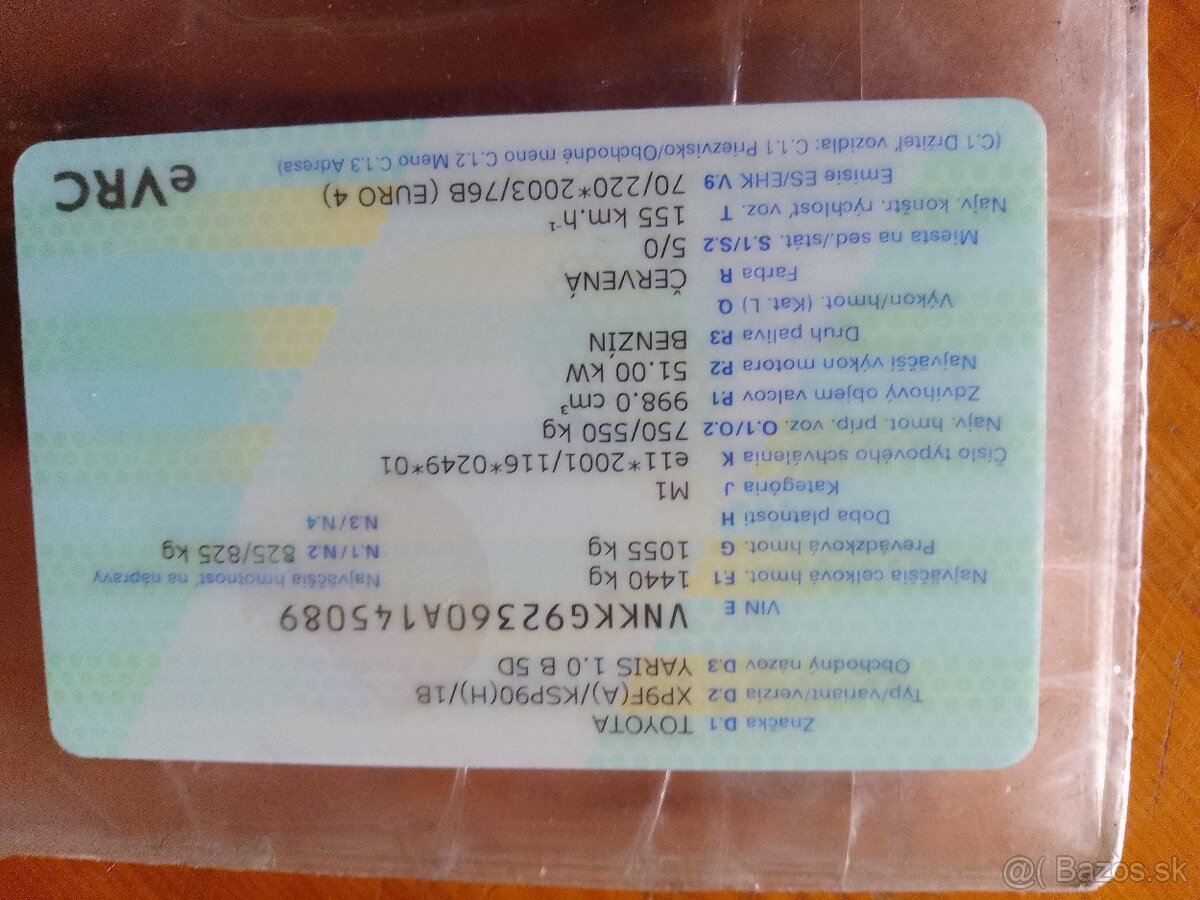 Značka D.1 TOYOTA
Typ/variant/verzia D.2 XP9F(A)/KSP90(H)/1B
Obchodný názov D.3 YARIS 1.0 B 5D
VIN E VNKKG92360A145089
Najväčšia celková hmot. F.1 1440 kg Najväčšia hmotnosť na nápravy
Prevádzková hmot. G 1055 kg N.1/N.2 825/825 kg
Doba platnosti H N.3/N.4
Kategória J M1
Číslo typového schválenia K e11*2001/116*0249*01
Najv. hmot. príp. voz. O.1/O.2 750/550 kg
Zdvihový objem valcov P.1 998.0 cm³
Najväčší výkon motora P.2 51.00 kW
Druh paliva P.3 BENZÍN
Výkon/hmot. (Kat. L) Q
Farba R ČERVENÁ
Miesta na sed./stát. S.1/S.2 5/0
Najv. konštr. rýchlosť voz. T 155 km.h⁻¹
Emisie ES/EHK V.9 70/220*2003/76B (EURO 4)
(C.1 Držiteľ vozidla: C.1.1 Priezvisko/Obchodné meno C.1.2 Meno C.1.3 Adresa)
eVRC
@( Bazos.sk